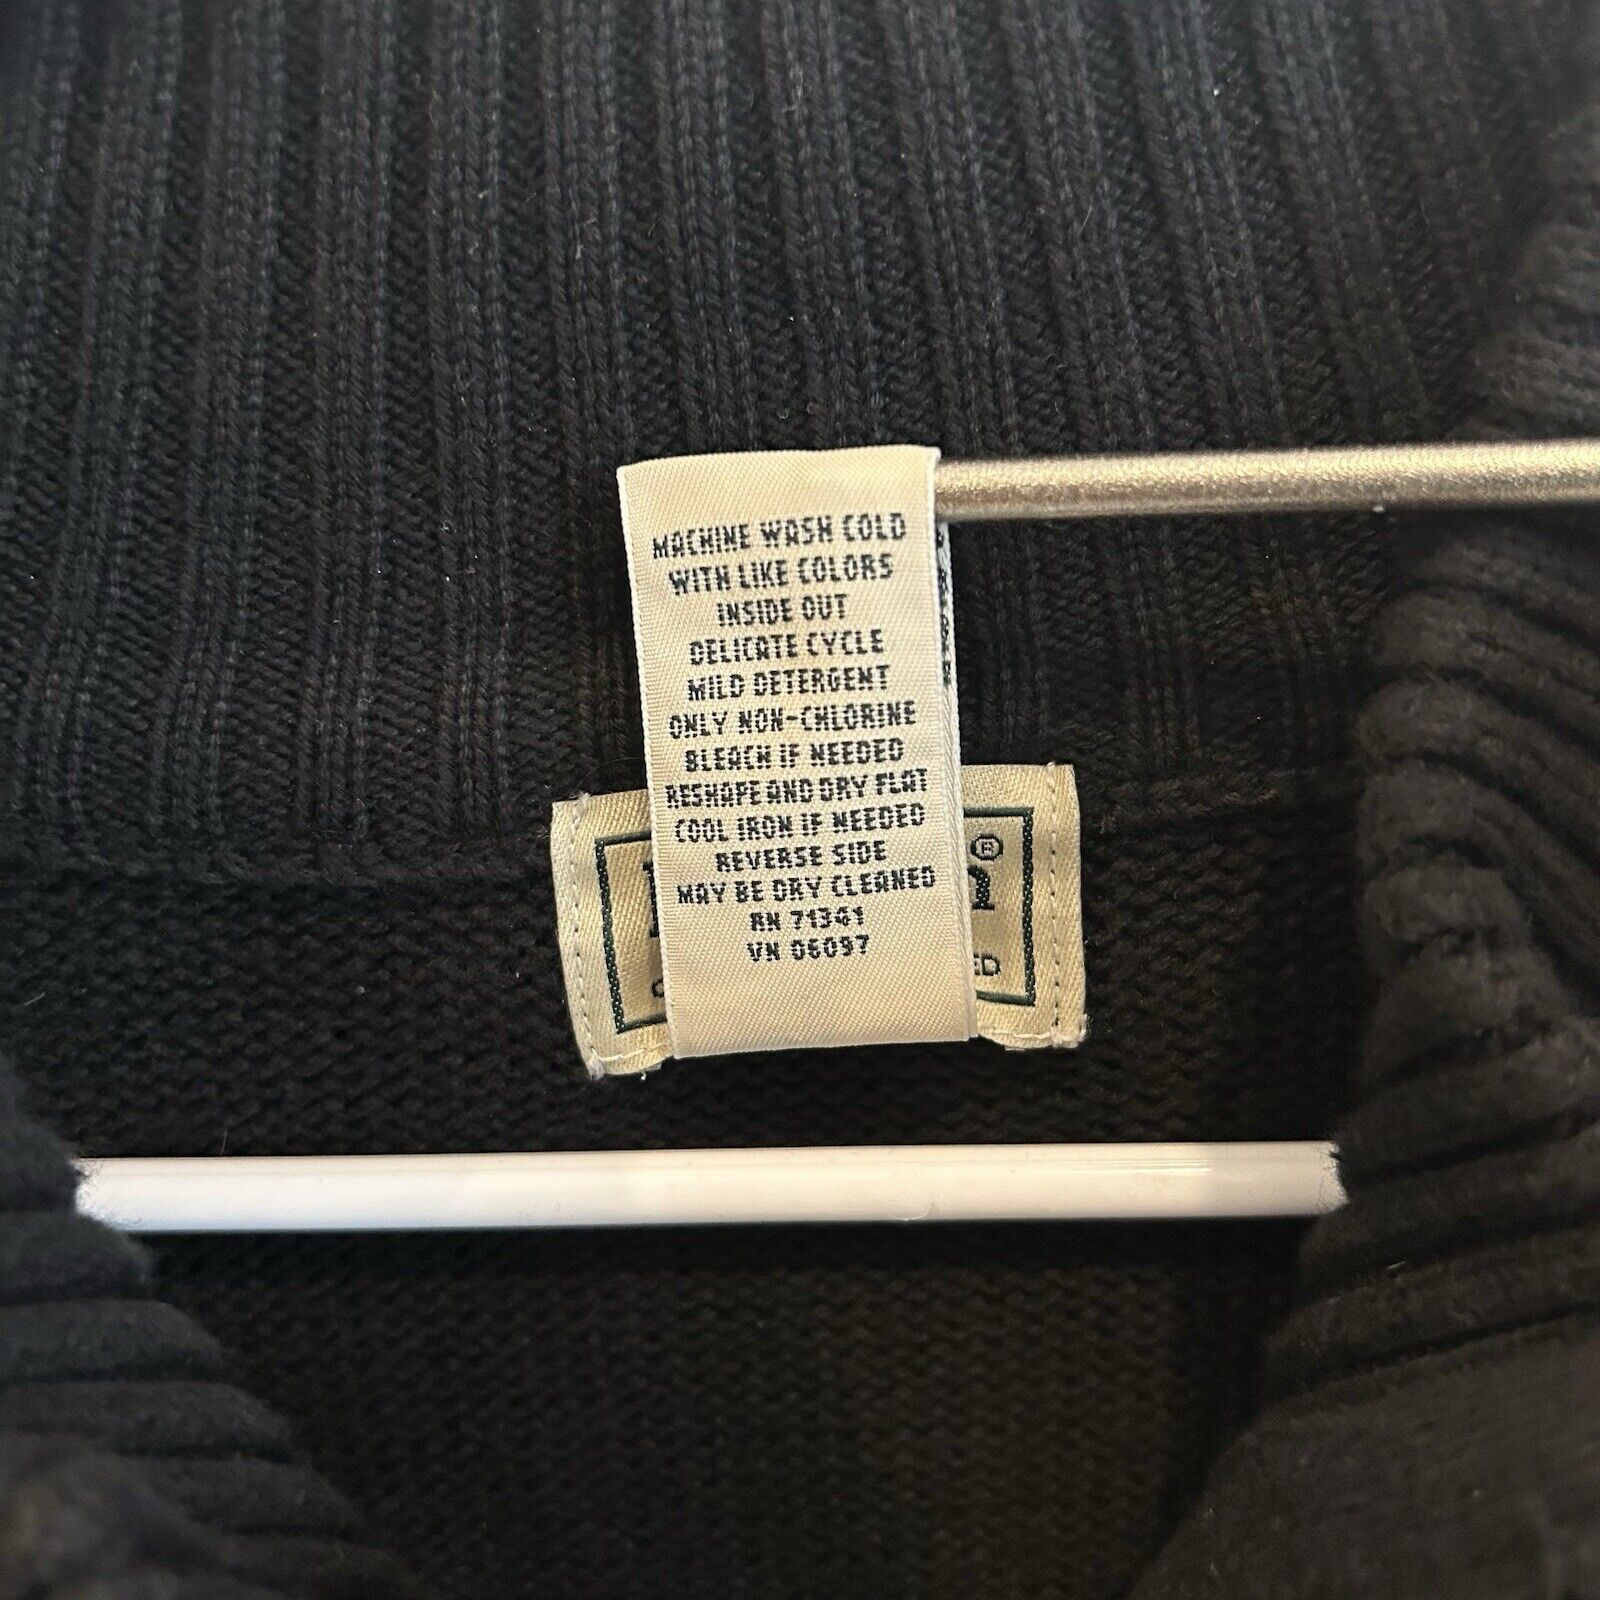 MACHINE WASH COLD
WITH LIKE COLORS
INSIDE OUT
DELICATE CYCLE
MILD DETERGENT
ONLY NON-CHLORINE
BLEACH IF NEEDED
RESHAPE AND DRY FLAT
COOL IRON IF NEEDED
REVERSE SIDE
MAY BE DRY CLEANED
RN 71341
VN 06097
®